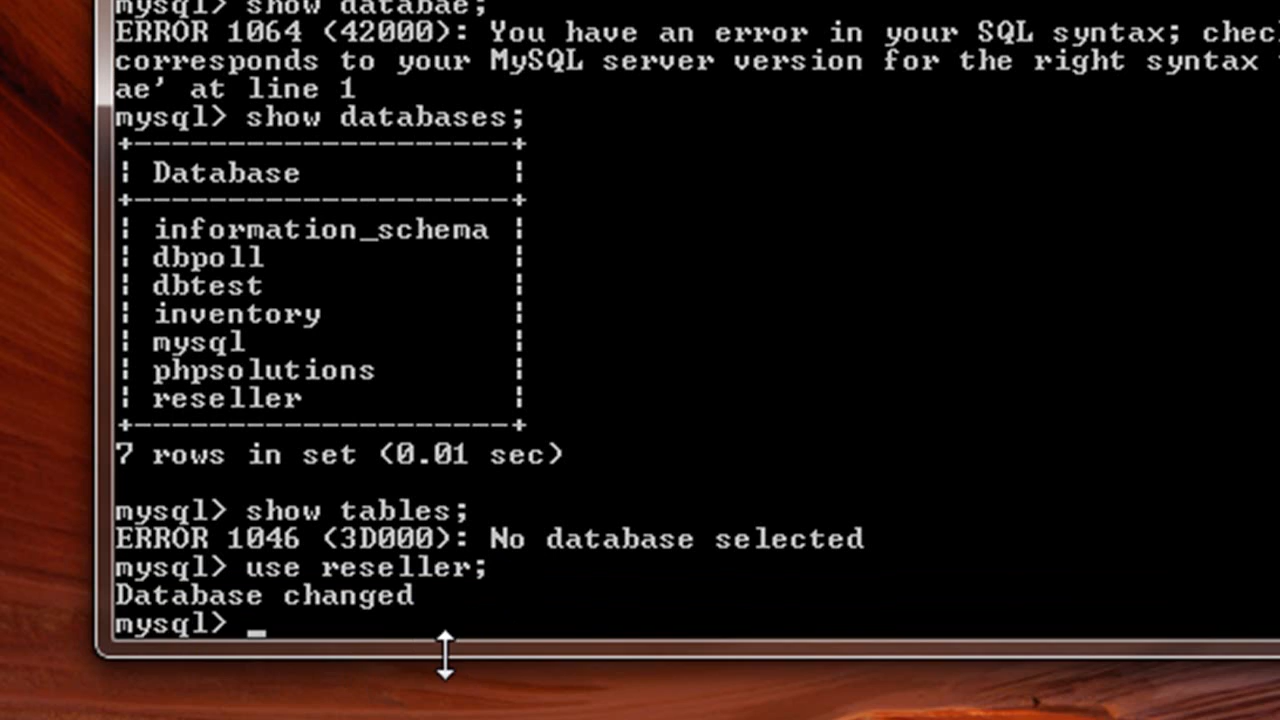 mysql> show databae;
ERROR 1064 (42000): You have an error in your SQL syntax;
corresponds to your MySQL server version for the right syntax
ae' at line 1
mysql> show databases;
+--------------------+
| Database           |
+--------------------+
| information_schema |
| dbpoll             |
| dbtest             |
| inventory          |
| mysql              |
| phpsolutions       |
| reseller           |
+--------------------+
7 rows in set (0.01 sec)
mysql> show tables;
ERROR 1046 (3D000): No database selected
mysql> use reseller;
Database changed
mysql> _